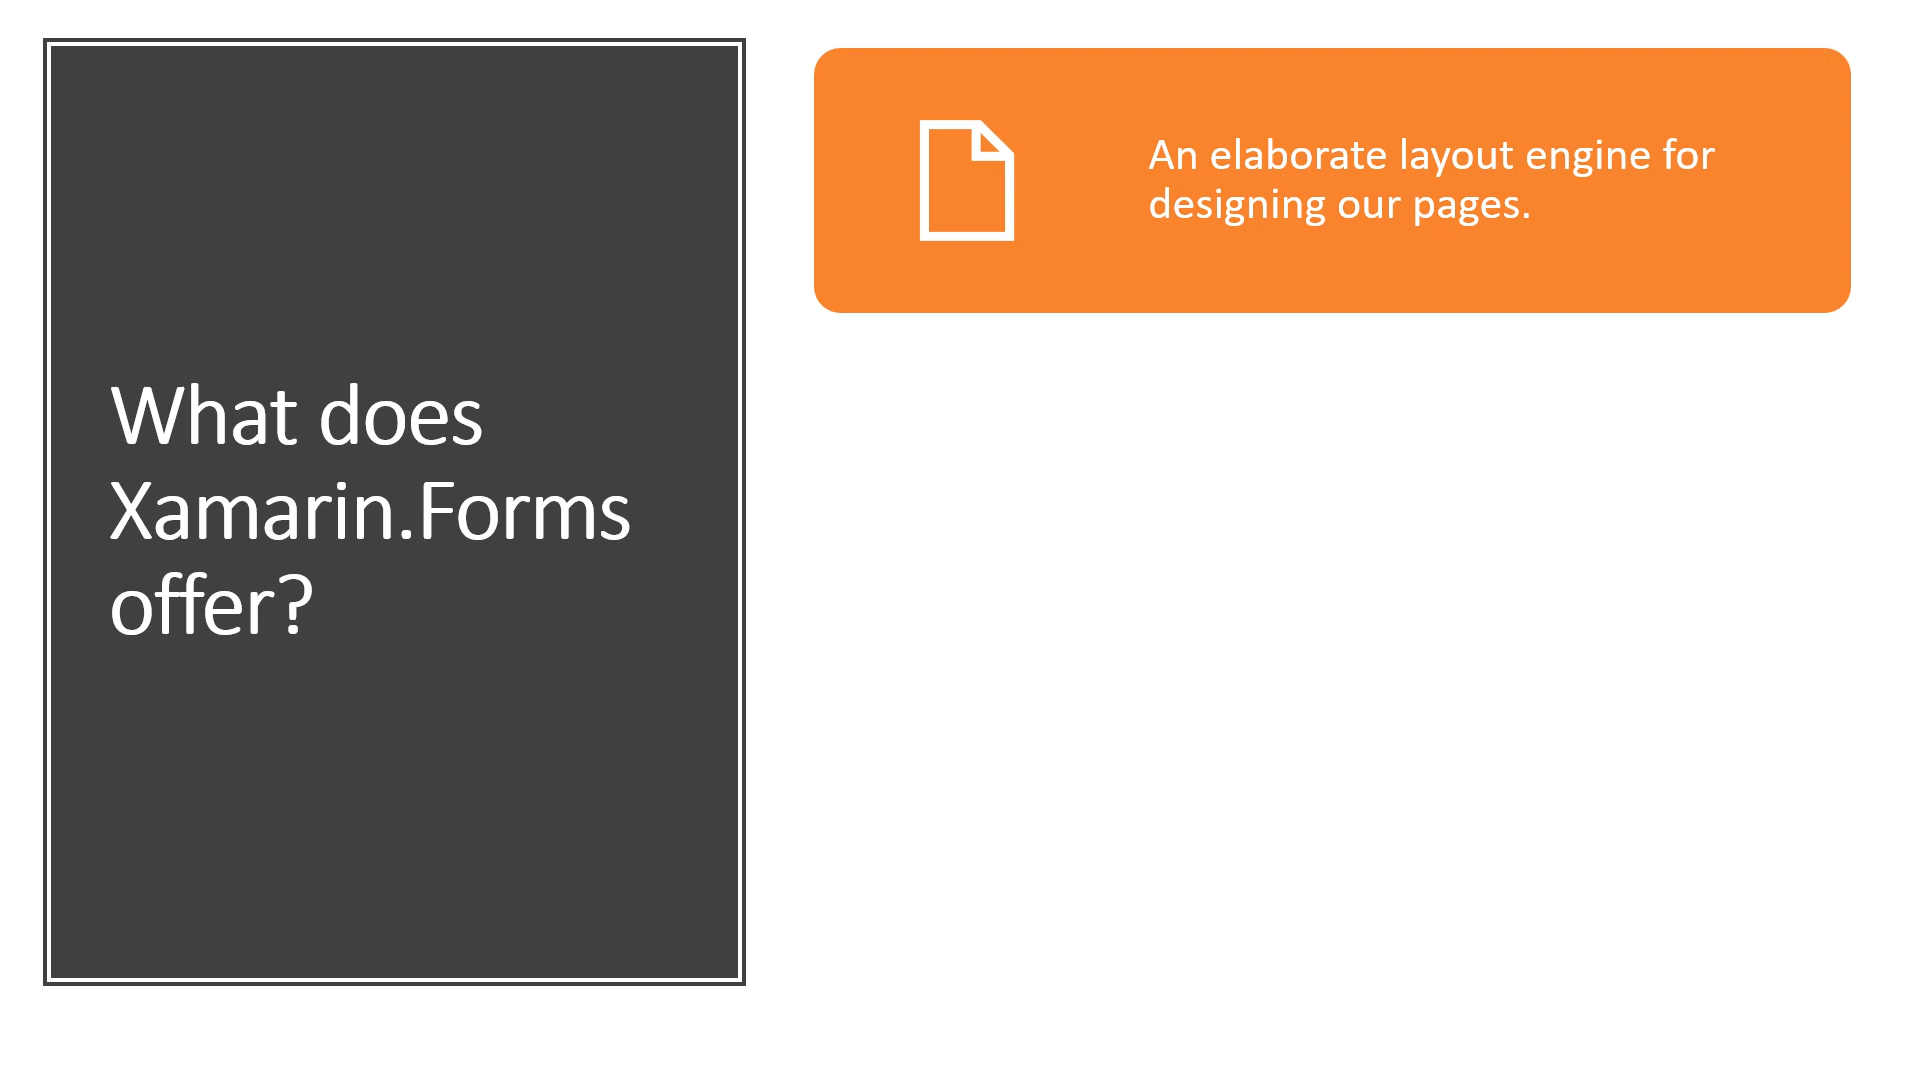 What does
Xamarin.Forms
offer?
An elaborate layout engine for
designing our pages.